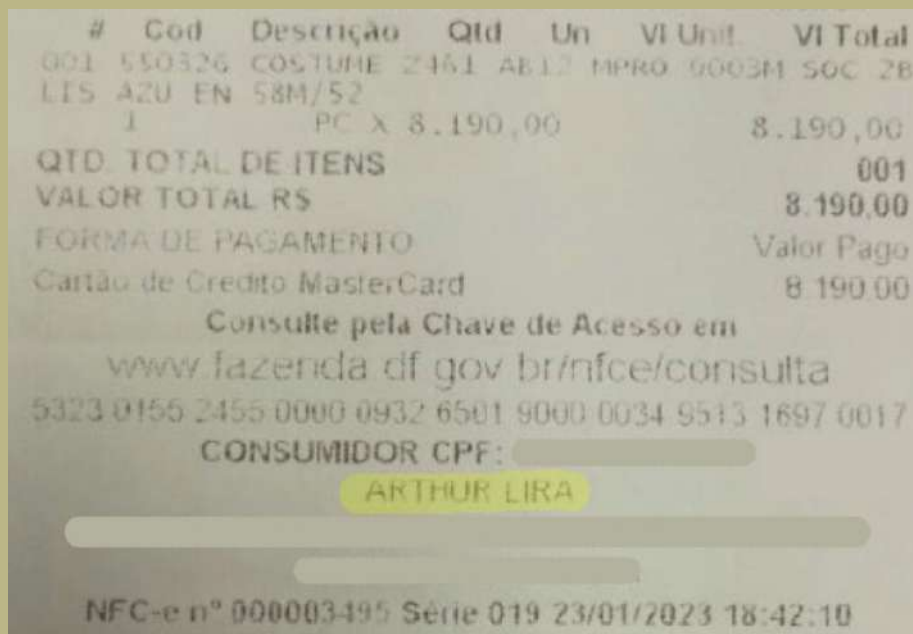 # Cod Descrição Qtd Un Vl Unit. Vl Total
001 550326 COSTUME 2461 AB12 MPRO 0003M SOC 2B
LIS AZU EN 58M/52
1 PC X 8.190,00 8.190,00
QTD. TOTAL DE ITENS 001
VALOR TOTAL R$ 8.190,00
FORMA DE PAGAMENTO Valor Pago
Cartão de Credito MasterCard 8.190,00
Consulte pela Chave de Acesso em
www.fazenda.df.gov.br/nfce/consulta
5323 0155 2455 0000 0932 6501 9000 0034 9513 1697 0017
CONSUMIDOR CPF:
ARTHUR LIRA
NFC-e nº 000003495 Série 019 23/01/2023 18:42:10